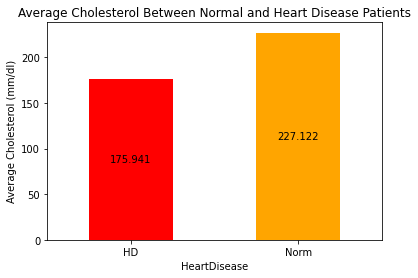 Average Cholesterol Between Normal and Heart Disease Patients
Average Cholesterol (mm/dl)
200
150
100
50
0
175.941
227.122
HD
Norm
HeartDisease